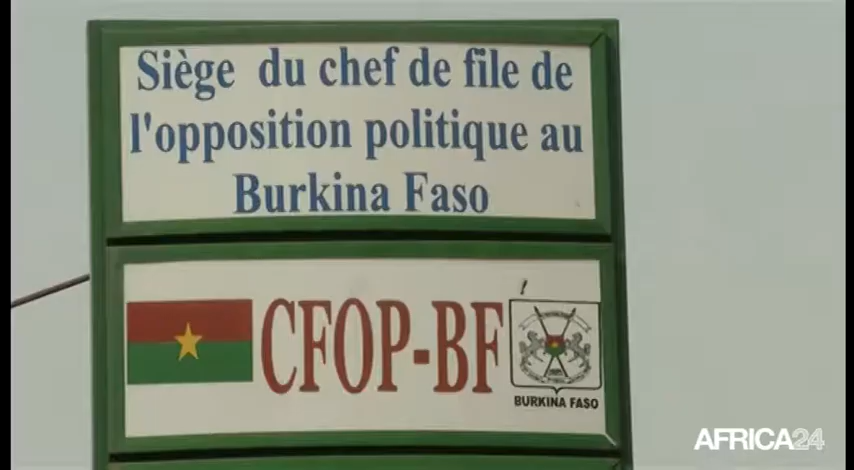 Siège du chef de file de
l'opposition politique au
Burkina Faso
CFOP-BF
BURKINA FASO
AFRICA24